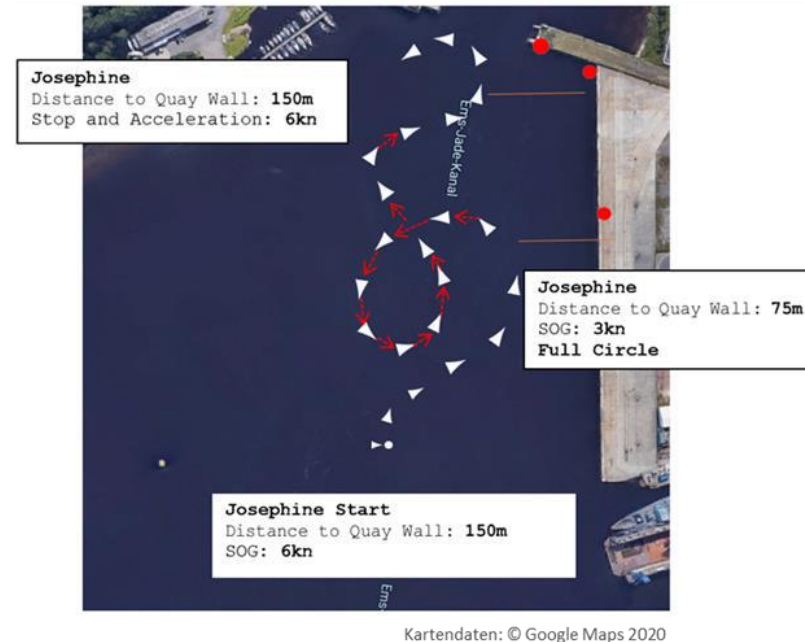 Josephine
Distance to Quay Wall: 150m
Stop and Acceleration: 6kn
Ems-Jade-Kanal
Josephine
Distance to Quay Wall: 75m
SOG: 3kn
Full Circle
Josephine Start
Distance to Quay Wall: 150m
SOG: 6kn
Ems-
Kartendaten: © Google Maps 2020